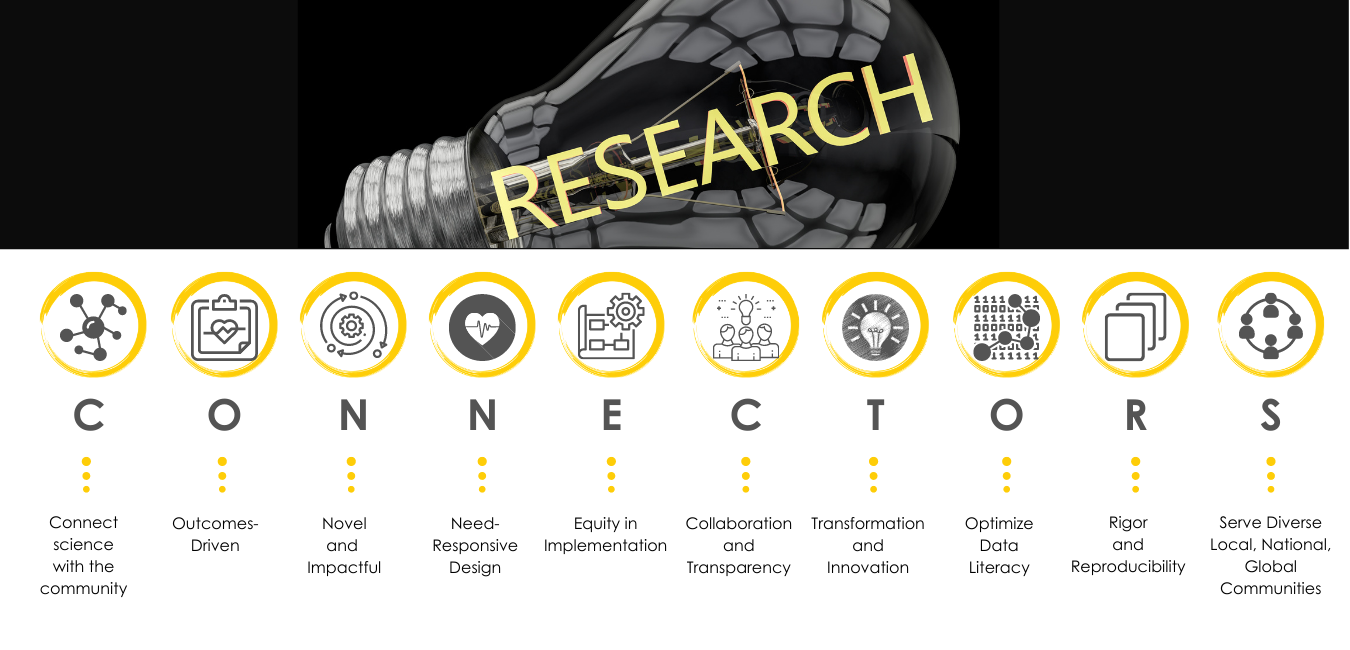 RESEARCH
C O N N E C T O R S
Connect
science
with the
community
Outcomes-
Driven
Novel
and
Impactful
Need-
Responsive
Design
Equity in
Implementation
Collaboration
and
Transparency
Transformation
and
Innovation
Optimize
Data
Literacy
Rigor
and
Reproducibility
Serve Diverse
Local, National,
Global
Communities